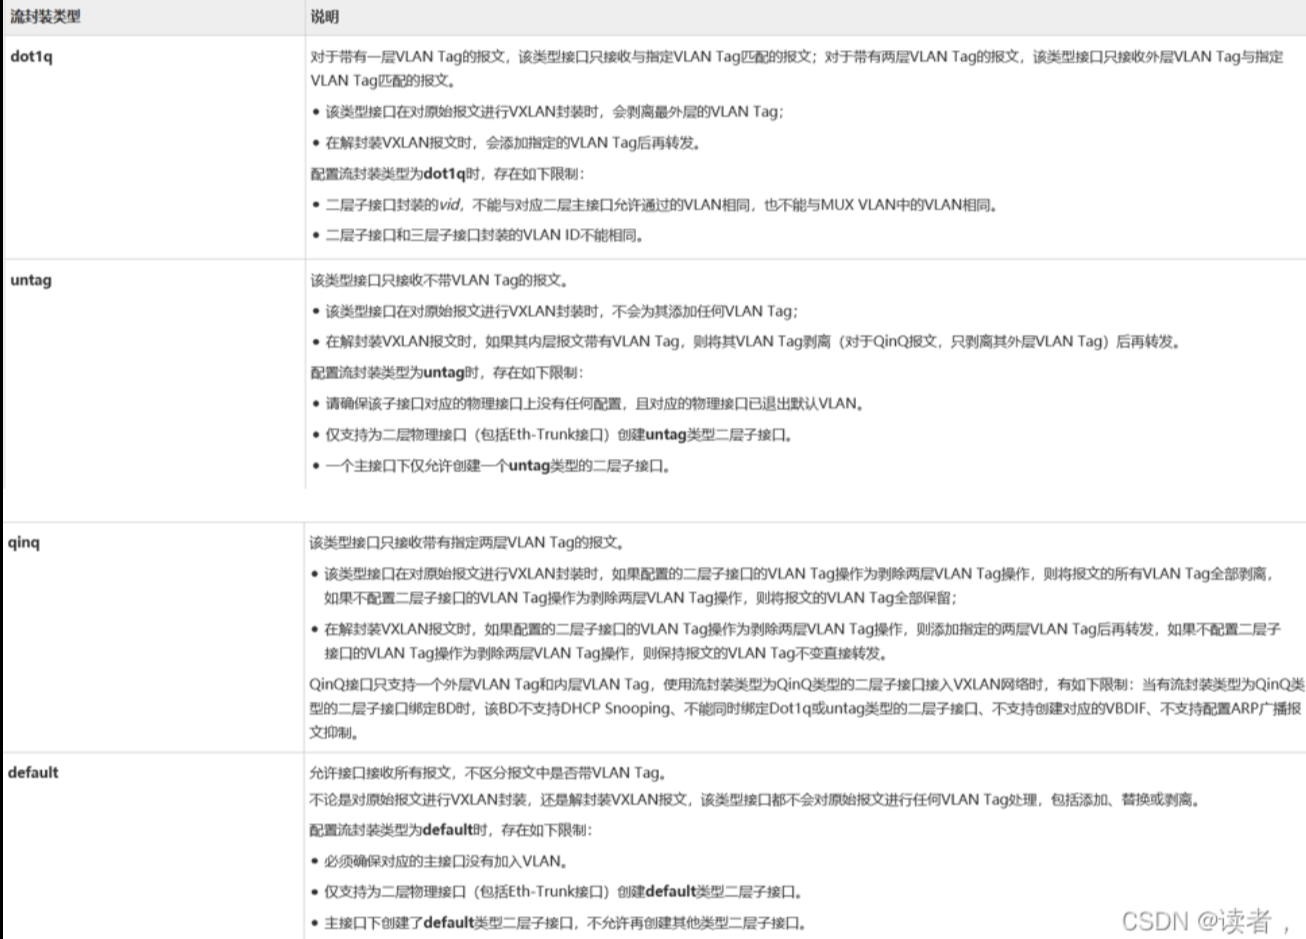 流封装类型
说明
dot1q
对于带有一层VLAN Tag的报文，该类型接口只接收与指定VLAN Tag匹配的报文；对于带有两层VLAN Tag的报文，该类型接口只接收外层VLAN Tag与指定
VLAN Tag匹配的报文。
• 该类型接口在对原始报文进行VXLAN封装时，会剥离最外层的VLAN Tag；
• 在解封装VXLAN报文时，会添加指定的VLAN Tag后再转发。
配置流封装类型为dot1q时，存在如下限制：
• 二层子接口封装的vid，不能与对应二层主接口允许通过的VLAN相同，也不能与MUX VLAN中的VLAN相同。
• 二层子接口和三层子接口封装的VLAN ID不能相同。
untag
该类型接口只接收不带VLAN Tag的报文。
• 该类型接口在对原始报文进行VXLAN封装时，不会为其添加任何VLAN Tag；
• 在解封装VXLAN报文时，如果其内层报文带有VLAN Tag，则将其VLAN Tag剥离（对于QinQ报文，只剥离其外层VLAN Tag）后再转发。
配置流封装类型为untag时，存在如下限制：
• 请确保该子接口对应的物理接口上没有任何配置，且对应的物理接口已退出默认VLAN。
• 仅支持为二层物理接口（包括Eth-Trunk接口）创建untag类型二层子接口。
• 一个主接口下仅允许创建一个untag类型的二层子接口。
qinq
该类型接口只接收带有指定两层VLAN Tag的报文。
• 该类型接口在对原始报文进行VXLAN封装时，如果配置的二层子接口的VLAN Tag操作为剥除两层VLAN Tag操作，则将报文的所有VLAN Tag全部剥离，
如果不配置二层子接口的VLAN Tag操作为剥除两层VLAN Tag操作，则将报文的VLAN Tag全部保留；
• 在解封装VXLAN报文时，如果配置的二层子接口的VLAN Tag操作为剥除两层VLAN Tag操作，则添加指定的两层VLAN Tag后再转发，如果不配置二层子
接口的VLAN Tag操作为剥除两层VLAN Tag操作，则保持报文的VLAN Tag不变直接转发。
QinQ接口只支持一个外层VLAN Tag和内层VLAN Tag，使用流封装类型为QinQ类型的二层子接口接入VXLAN网络时，有如下限制：当有流封装类型为QinQ类
型的二层子接口绑定BD时，该BD不支持DHCP Snooping、不能同时绑定Dot1q或untag类型的二层子接口、不支持创建对应的VBDIF、不支持配置ARP广播报
文抑制。
default
允许接口接收所有报文，不区分报文中是否带VLAN Tag。
不论是对原始报文进行VXLAN封装，还是解封装VXLAN报文，该类型接口都不会对原始报文进行任何VLAN Tag处理，包括添加、替换或剥离。
配置流封装类型为default时，存在如下限制：
• 必须确保对应的主接口没有加入VLAN。
• 仅支持为二层物理接口（包括Eth-Trunk接口）创建default类型二层子接口。
• 主接口下创建了default类型二层子接口，不允许再创建其他类型二层子接口。
CSDN @读者，